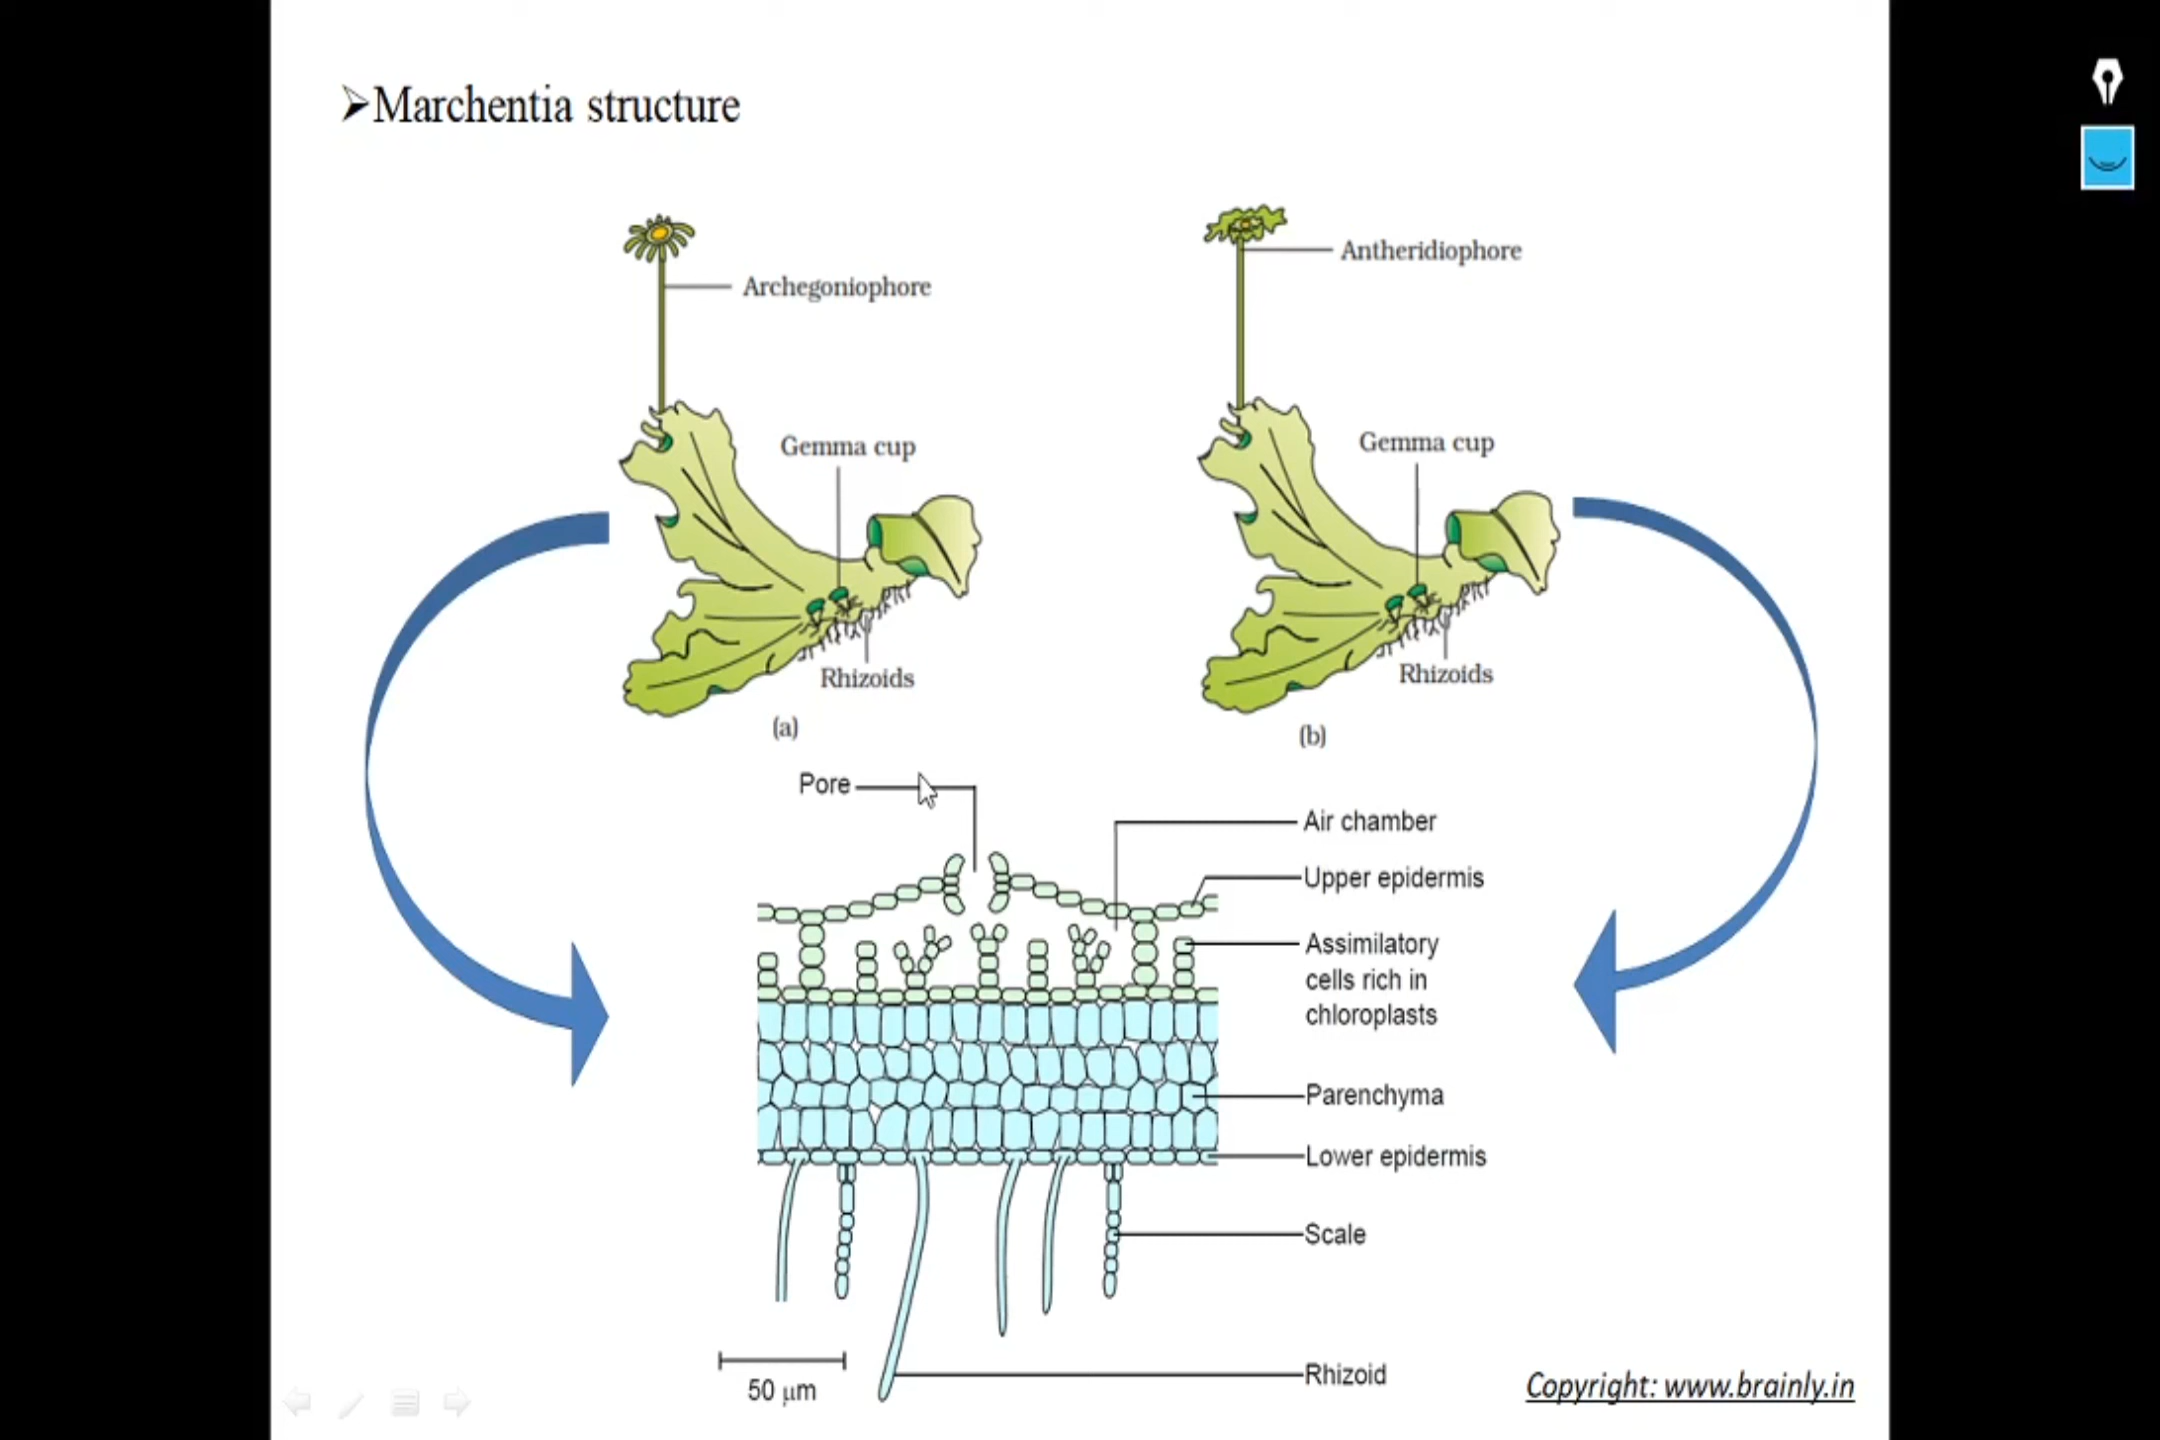 ➢Marchentia structure
Archegoniophore
Antheridiophore
Gemma cup
Gemma cup
Rhizoids
Rhizoids
(a)
(b)
Pore
Air chamber
Upper epidermis
Assimilatory
cells rich in
chloroplasts
Parenchyma
Lower epidermis
Scale
Rhizoid
50 μm
Copyright: www.brainly.in